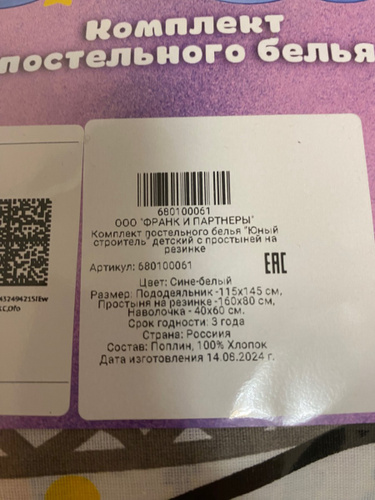 Комплект
постельного белья
680100061
ООО "ФРАНК И ПАРТНЕРЫ"
Комплект постельного белья "Юный
строитель" детский с простыней на
резинке
Артикул: 680100061
EAC
Цвет: Сине-белый
Размер: Пододеяльник -115х145 см,
Простыня на резинке -160х80 см,
Наволочка - 40х60 см.
Срок годности: 3 года
Страна: Россия
Состав: Поплин, 100% Хлопок
Дата изготовления 14.06.2024 г.